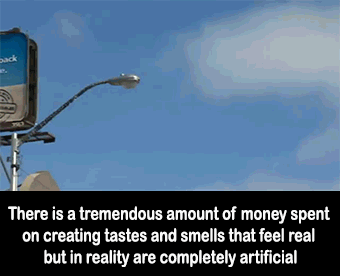 back
e.
There is a tremendous amount of money spent
on creating tastes and smells that feel real
but in reality are completely artificial